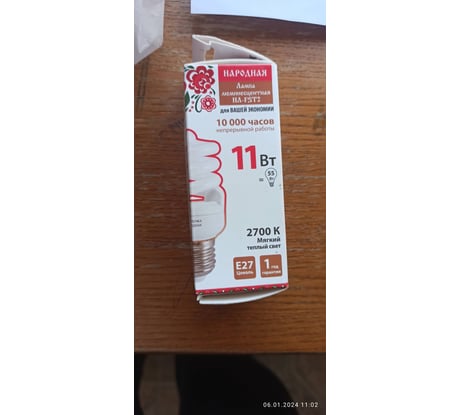 НАРОДНАЯ
Лампа
люминесцентная
НЛ-FST2
для ВАШЕЙ ЭКОНОМИИ
10 000 часов
непрерывной работы
11 Вт
55
Вт
2700 К
Мягкий
теплый свет
E27
Цоколь
1 год
гарантии
06.01.2024 11:02